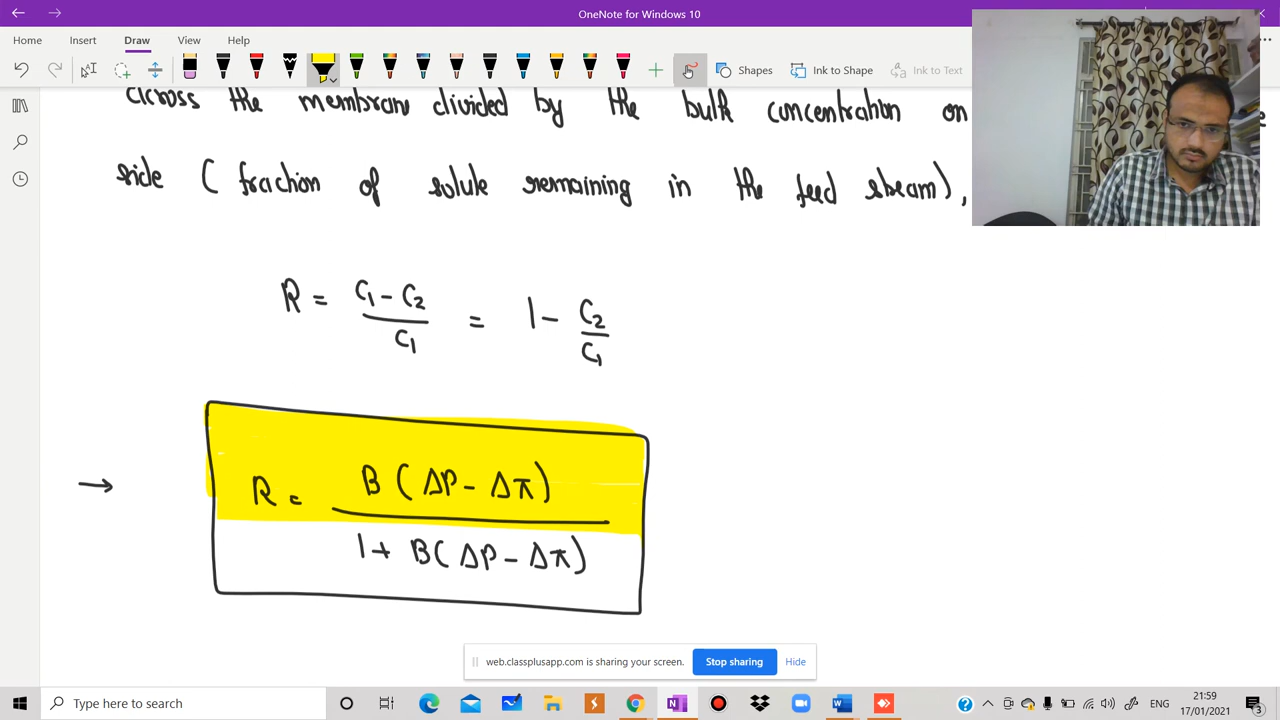 OneNote for Windows 10
Home Insert Draw View Help
Shapes Ink to Shape Ink to Text
across the membrane divided by the bulk concentration on
side ( fraction of solute remaining in the feed stream),
R = C1 - C2 / C1 = 1 - C2 / C1
→ R = B ( ΔP - Δπ ) / 1 + B( ΔP - Δπ )
web.classplusapp.com is sharing your screen. Stop sharing Hide
Type here to search
ENG
21:59
17/01/2021
3